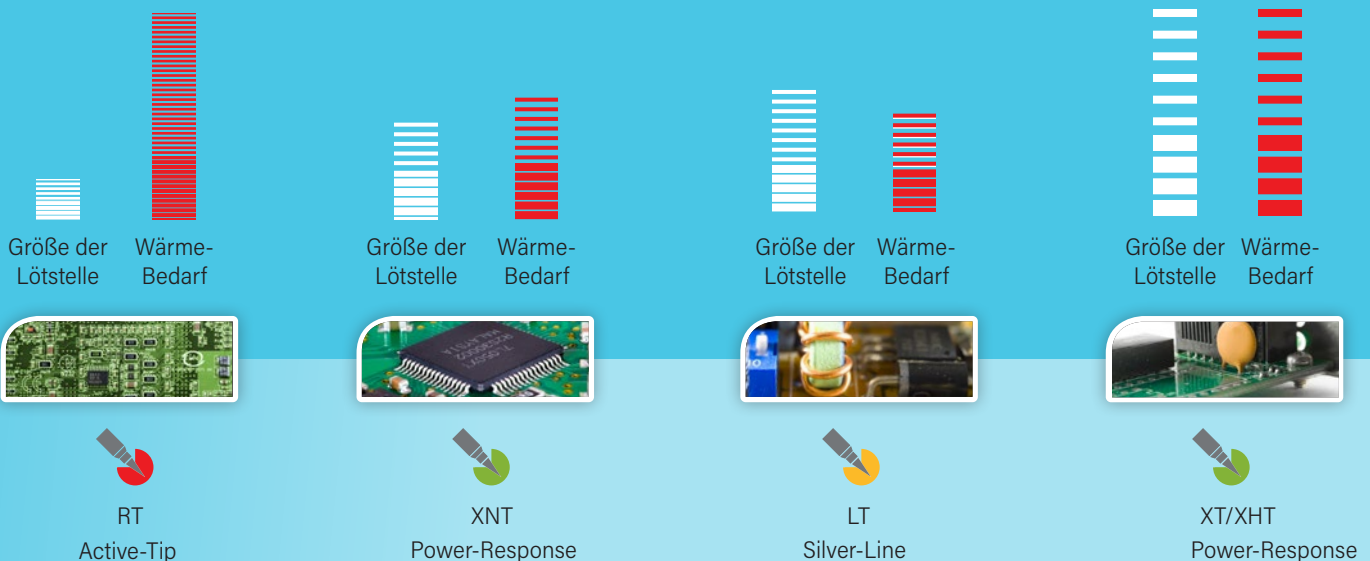 Größe der Wärme-
Lötstelle Bedarf
Größe der Wärme-
Lötstelle Bedarf
Größe der Wärme-
Lötstelle Bedarf
Größe der Wärme-
Lötstelle Bedarf
RT
Active-Tip
XNT
Power-Response
LT
Silver-Line
XT/XHT
Power-Response